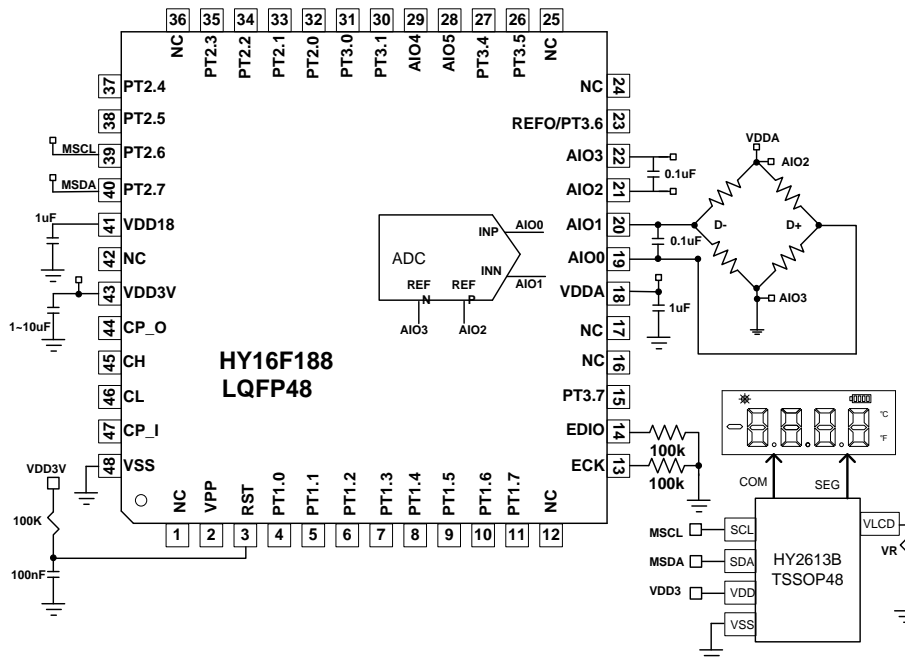 36 35 34 33 32 31 30 29 28 27 26 25
NC PT2.3 PT2.2 PT2.1 PT2.0 PT3.0 PT3.1 AIO4 AIO5 PT3.4 PT3.5 NC
37 PT2.4
38 PT2.5
MSCL 39 PT2.6
MSDA 40 PT2.7
1uF 41 VDD18
42 NC
43 VDD3V
1~10uF
44 CP_O
45 CH
46 CL
47 CP_I
48 VSS
VDD3V
100K
100nF
NC 24
REFO/PT3.6 23
AIO3 22
0.1uF
AIO2 21
AIO1 20
0.1uF
AIO0 19
VDDA 18
1uF
NC 17
NC 16
PT3.7 15
EDIO 14
100k
ECK 13
100k
VDDA
AIO2
D- D+
AIO3
ADC
INP AIO0
INN AIO1
REF N REF P
AIO3 AIO2
HY16F188
LQFP48
NC VPP RST PT1.0 PT1.1 PT1.2 PT1.3 PT1.4 PT1.5 PT1.6 PT1.7 NC
1 2 3 4 5 6 7 8 9 10 11 12
8.8.8.8
°C
°F
COM SEG
MSCL SCL
MSDA SDA
VDD3 VDD
VSS
HY2613B
TSSOP48
VLCD
VR